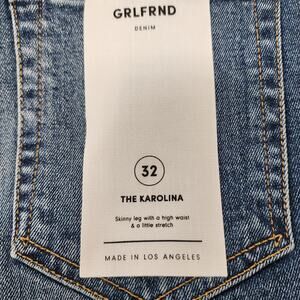 GRLFRND
DENIM
32
THE KAROLINA
Skinny leg with a high waist
& a little stretch
MADE IN LOS ANGELES